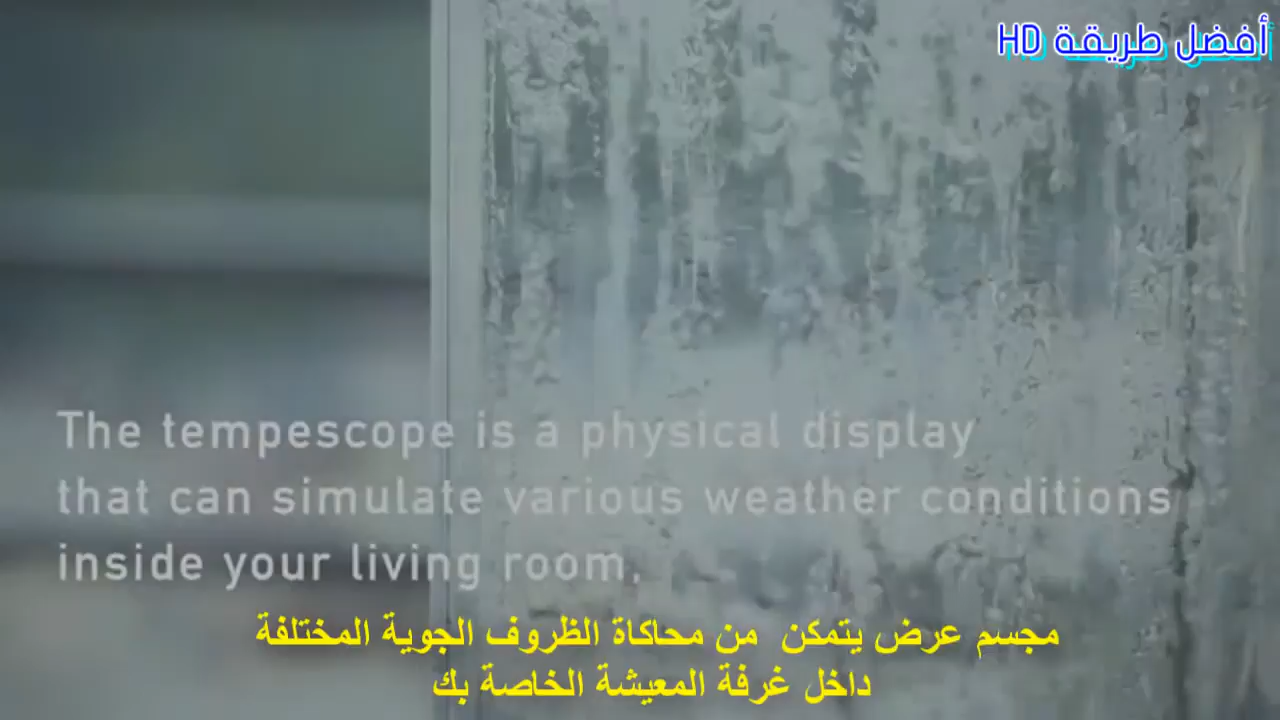 أفضل طريقة HD
The tempescope is a physical display
that can simulate various weather conditions
inside your living room,
مجسم عرض يتمكن من محاكاة الظروف الجوية المختلفة
داخل غرفة المعيشة الخاصة بك